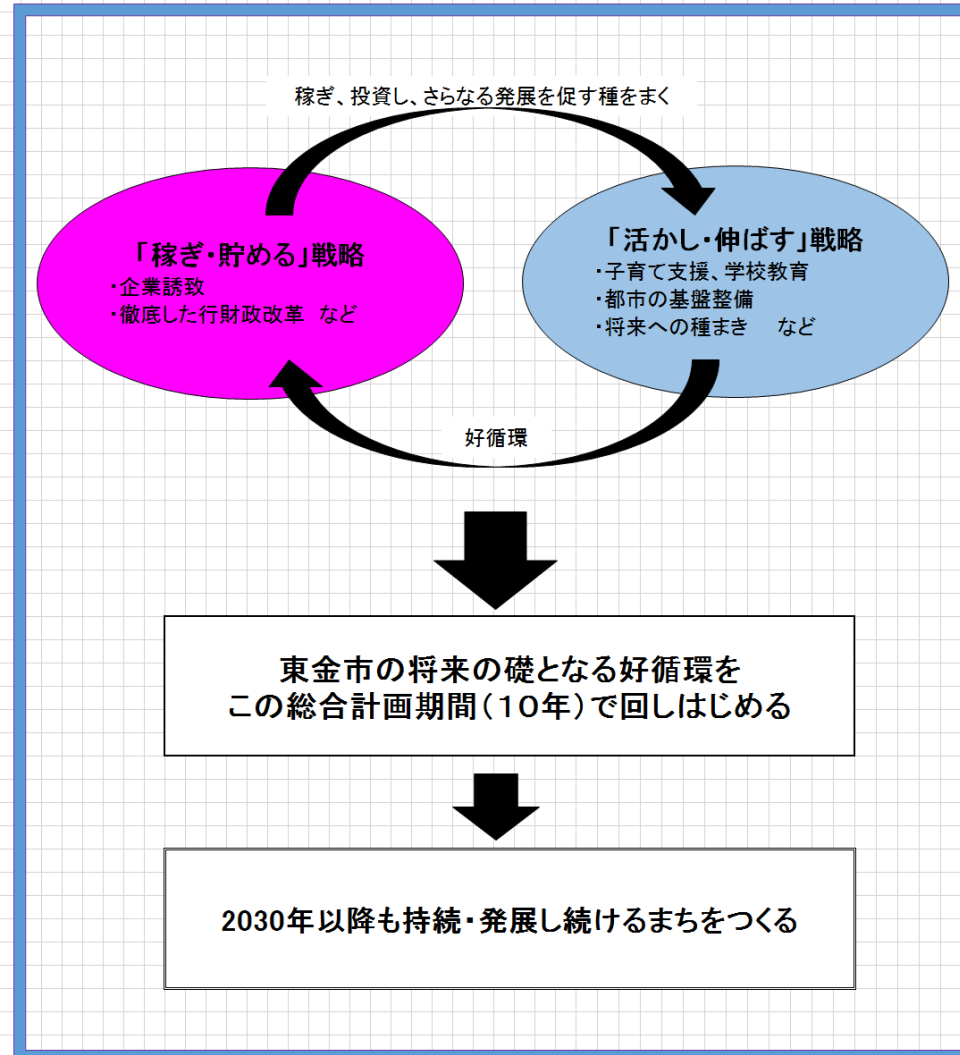 稼ぎ、投資し、さらなる発展を促す種をまく
「稼ぎ・貯める」戦略
・企業誘致
・徹底した行財政改革　など
「活かし・伸ばす」戦略
・子育て支援、学校教育
・都市の基盤整備
・将来への種まき　など
好循環
東金市の将来の礎となる好循環を
この総合計画期間（１０年）で回しはじめる
2030年以降も持続・発展し続けるまちをつくる